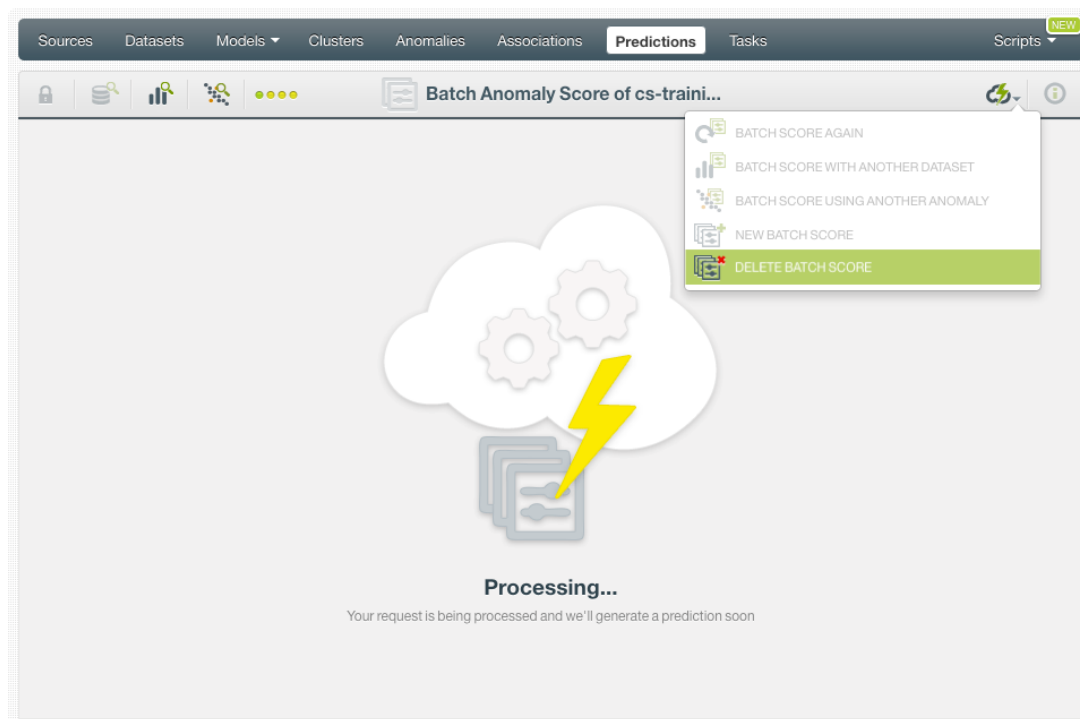 NEW
Sources Datasets Models Clusters Anomalies Associations Predictions Tasks Scripts
Batch Anomaly Score of cs-traini...
BATCH SCORE AGAIN
BATCH SCORE WITH ANOTHER DATASET
BATCH SCORE USING ANOTHER ANOMALY
NEW BATCH SCORE
DELETE BATCH SCORE
Processing...
Your request is being processed and we'll generate a prediction soon